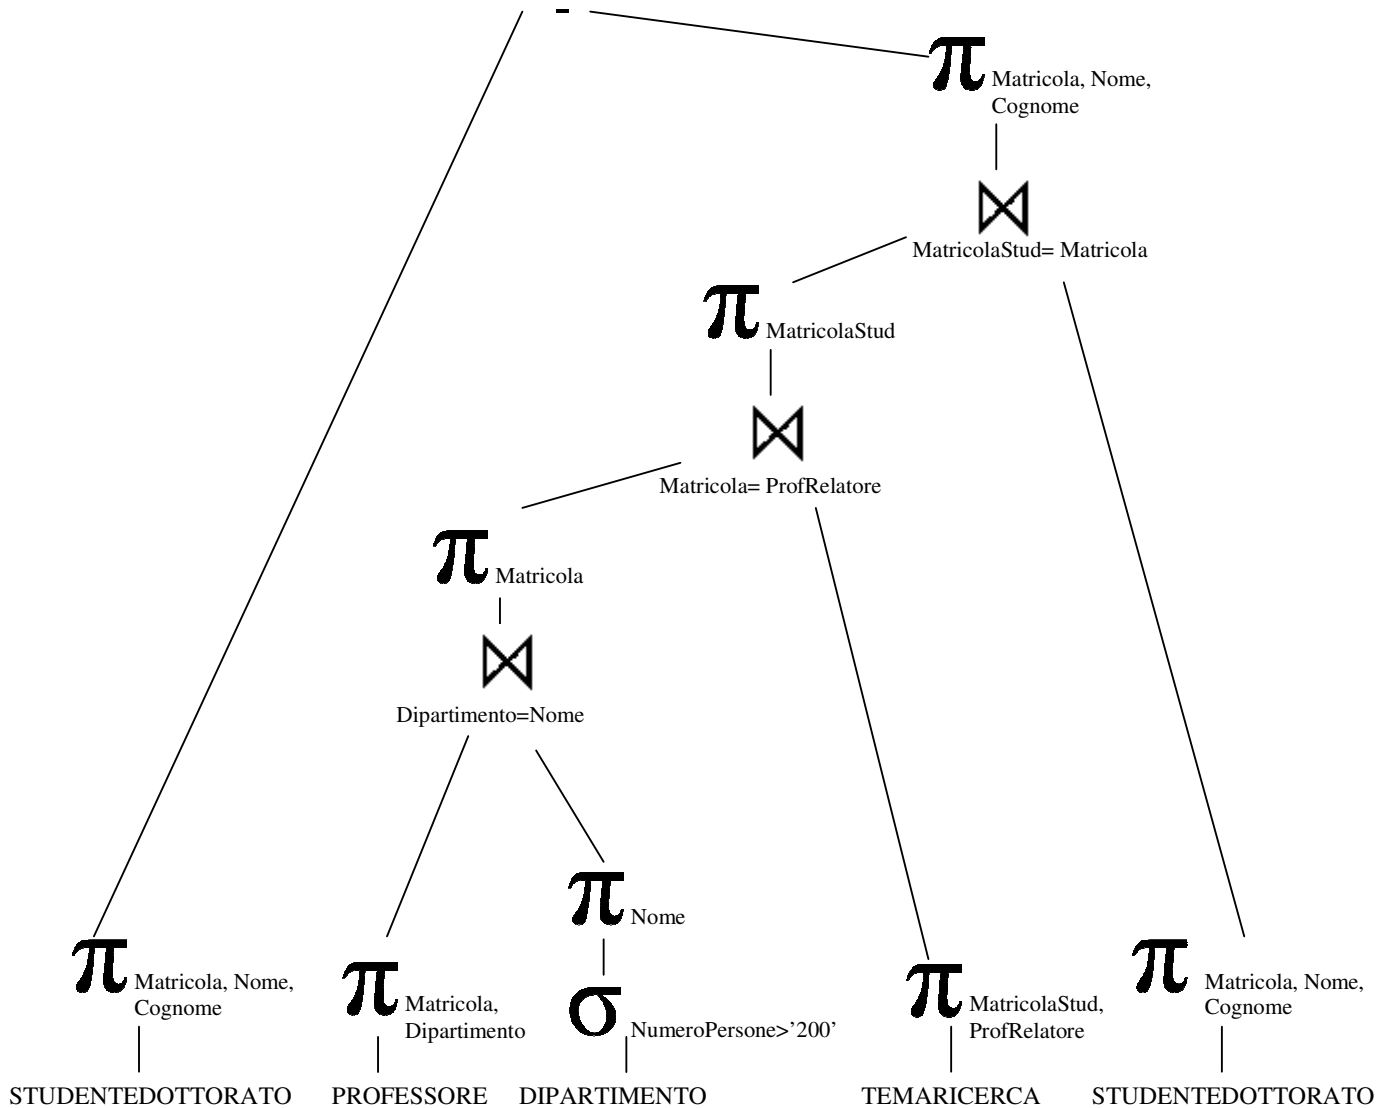 -
π Matricola, Nome,
Cognome
⋈
MatricolaStud= Matricola
π MatricolaStud
⋈
Matricola= ProfRelatore
π Matricola
⋈
Dipartimento=Nome
π Nome
π Matricola, Nome,
Cognome
π Matricola,
Dipartimento
σ NumeroPersone>’200’
π MatricolaStud,
ProfRelatore
π Matricola, Nome,
Cognome
STUDENTEDOTTORATO PROFESSORE DIPARTIMENTO TEMARICERCA STUDENTEDOTTORATO